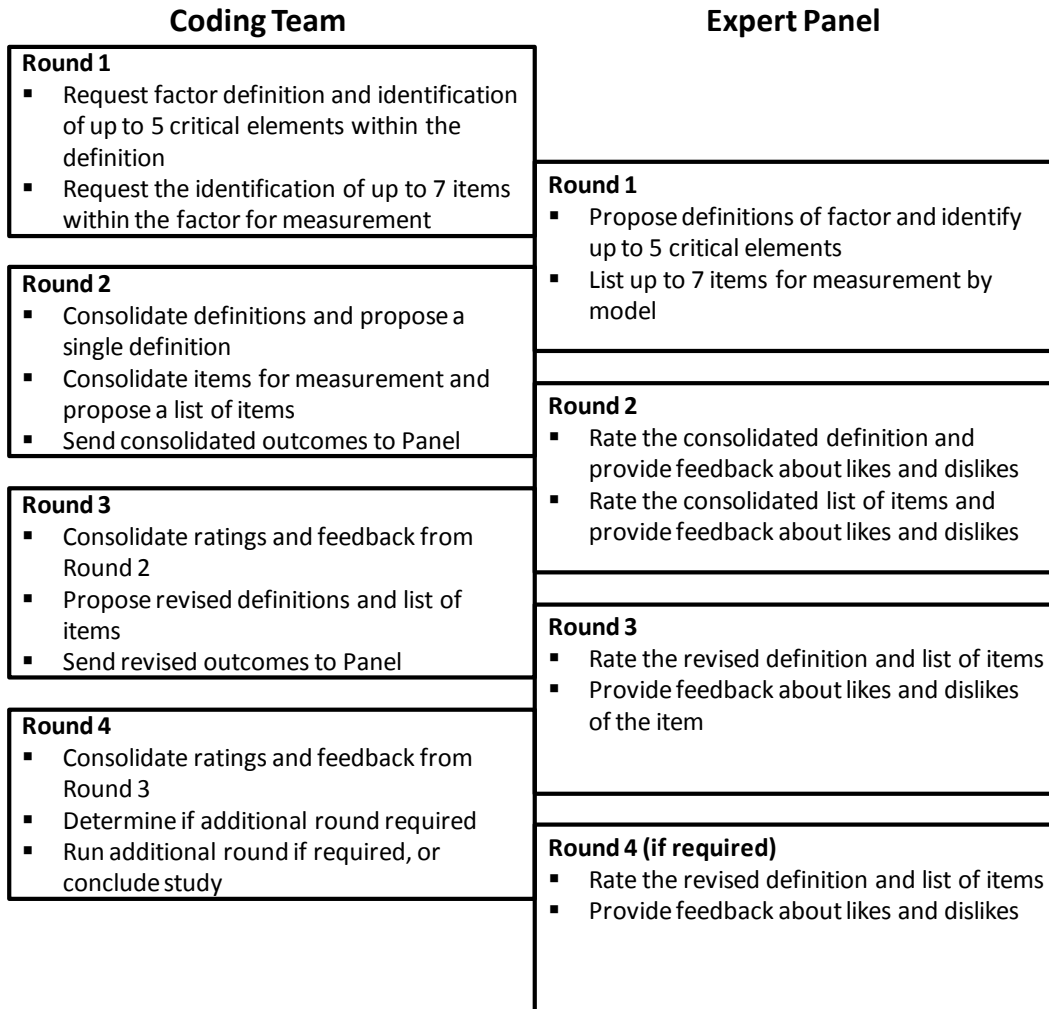 Coding Team
Round 1
▪ Request factor definition and identification
of up to 5 critical elements within the
definition
▪ Request the identification of up to 7 items
within the factor for measurement
Round 2
▪ Consolidate definitions and propose a
single definition
▪ Consolidate items for measurement and
propose a list of items
▪ Send consolidated outcomes to Panel
Round 3
▪ Consolidate ratings and feedback from
Round 2
▪ Propose revised definitions and list of
items
▪ Send revised outcomes to Panel
Round 4
▪ Consolidate ratings and feedback from
Round 3
▪ Determine if additional round required
▪ Run additional round if required, or
conclude study
Expert Panel
Round 1
▪ Propose definitions of factor and identify
up to 5 critical elements
▪ List up to 7 items for measurement by
model
Round 2
▪ Rate the consolidated definition and
provide feedback about likes and dislikes
▪ Rate the consolidated list of items and
provide feedback about likes and dislikes
Round 3
▪ Rate the revised definition and list of items
▪ Provide feedback about likes and dislikes
of the item
Round 4 (if required)
▪ Rate the revised definition and list of items
▪ Provide feedback about likes and dislikes